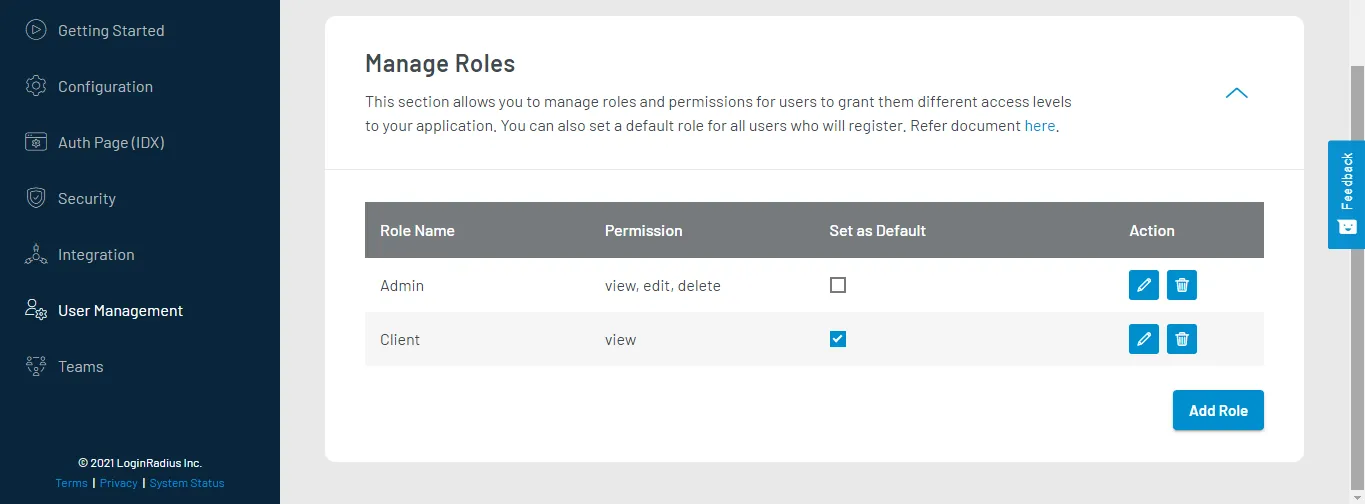 Getting Started
Configuration
Auth Page (IDX)
Security
Integration
User Management
Teams
© 2021 LoginRadius Inc.
Terms | Privacy | System Status
Manage Roles
This section allows you to manage roles and permissions for users to grant them different access levels
to your application. You can also set a default role for all users who will register. Refer document here.
Role Name Permission Set as Default Action
Admin view, edit, delete
Client view
Add Role
Feedback